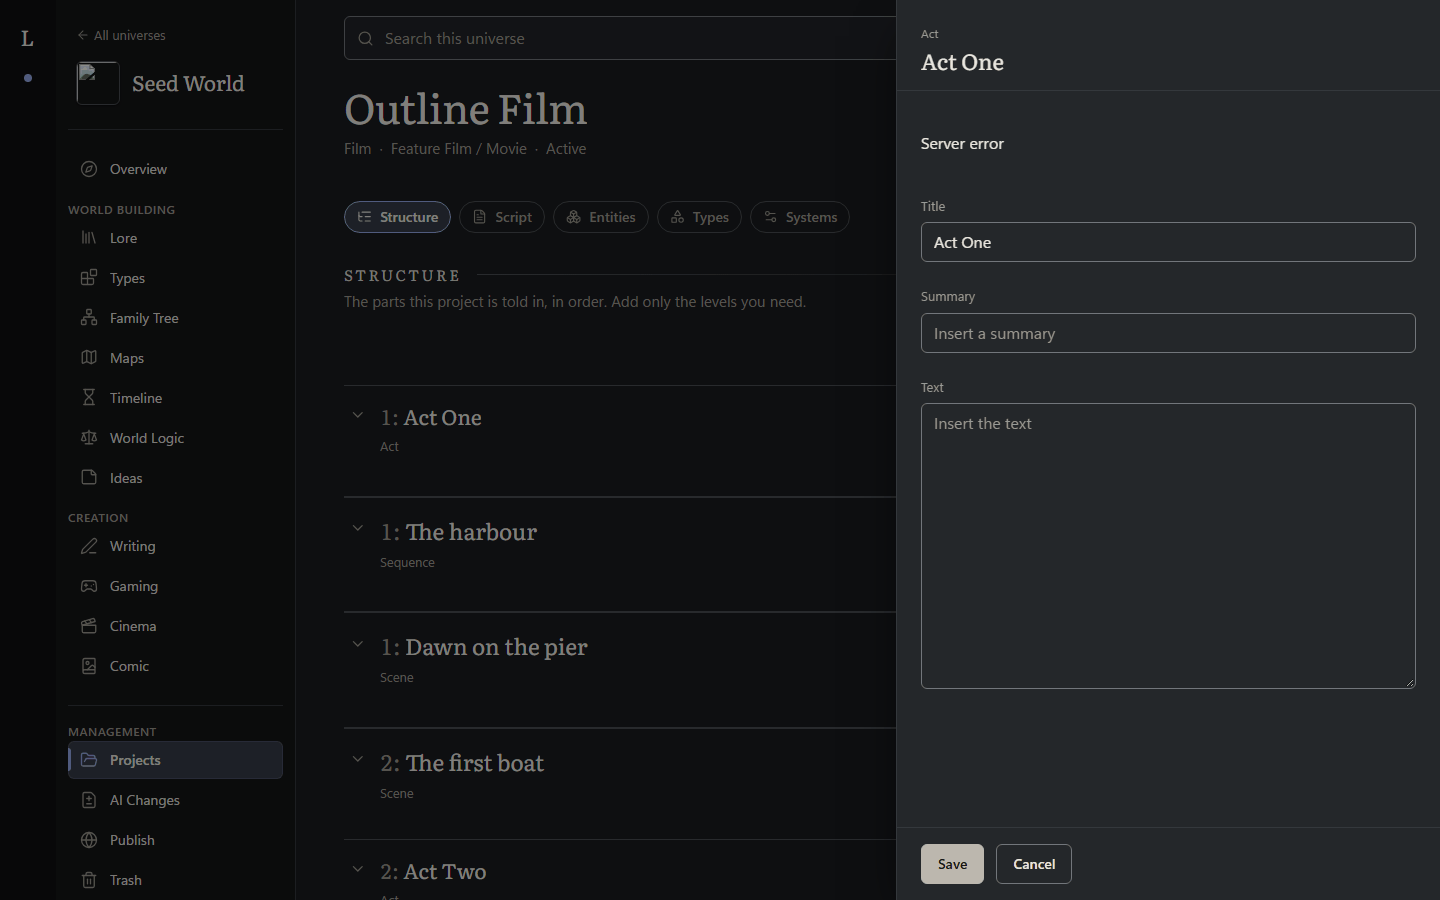 L
All universes
Seed World
Overview
WORLD BUILDING
Lore
Types
Family Tree
Maps
Timeline
World Logic
Ideas
CREATION
Writing
Gaming
Cinema
Comic
MANAGEMENT
Projects
AI Changes
Publish
Trash
Search this universe
Outline Film
Film · Feature Film / Movie · Active
Structure
Script
Entities
Types
Systems
STRUCTURE
The parts this project is told in, in order. Add only the levels you need.
1: Act One
Act
1: The harbour
Sequence
1: Dawn on the pier
Scene
2: The first boat
Scene
2: Act Two
Act
Act
Act One
Server error
Title
Act One
Summary
Insert a summary
Text
Insert the text
Save
Cancel